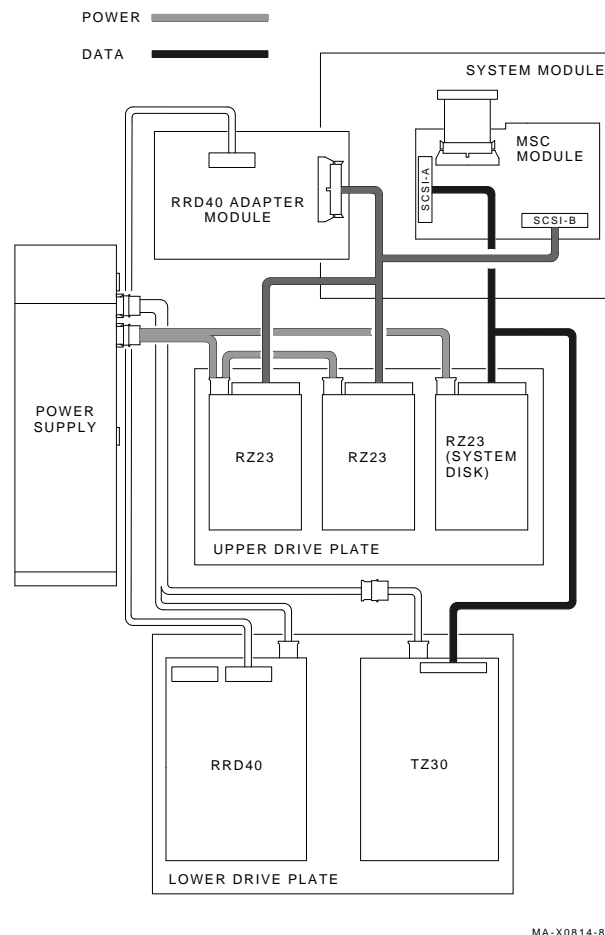 POWER
DATA
SYSTEM MODULE
MSC
MODULE
SCSI-A
SCSI-B
RRD40 ADAPTER
MODULE
POWER
SUPPLY
RZ23
RZ23
RZ23
(SYSTEM
DISK)
UPPER DRIVE PLATE
RRD40
TZ30
LOWER DRIVE PLATE
MA-X0814-8